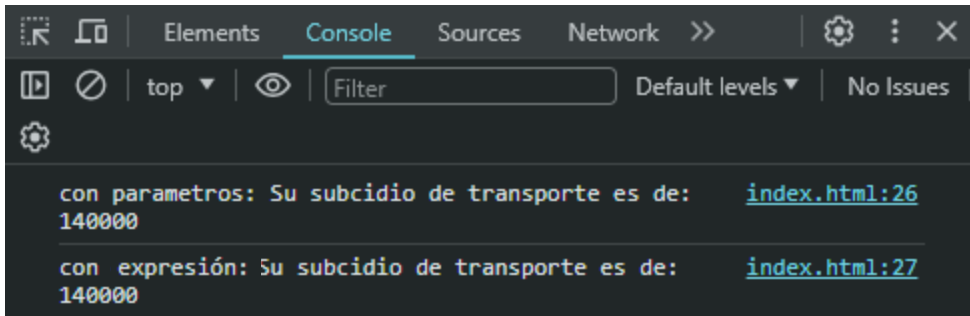 Elements Console Sources Network
top Filter Default levels No Issues
con parametros: Su subcidio de transporte es de: index.html:26
140000
con expresión: Su subcidio de transporte es de: index.html:27
140000